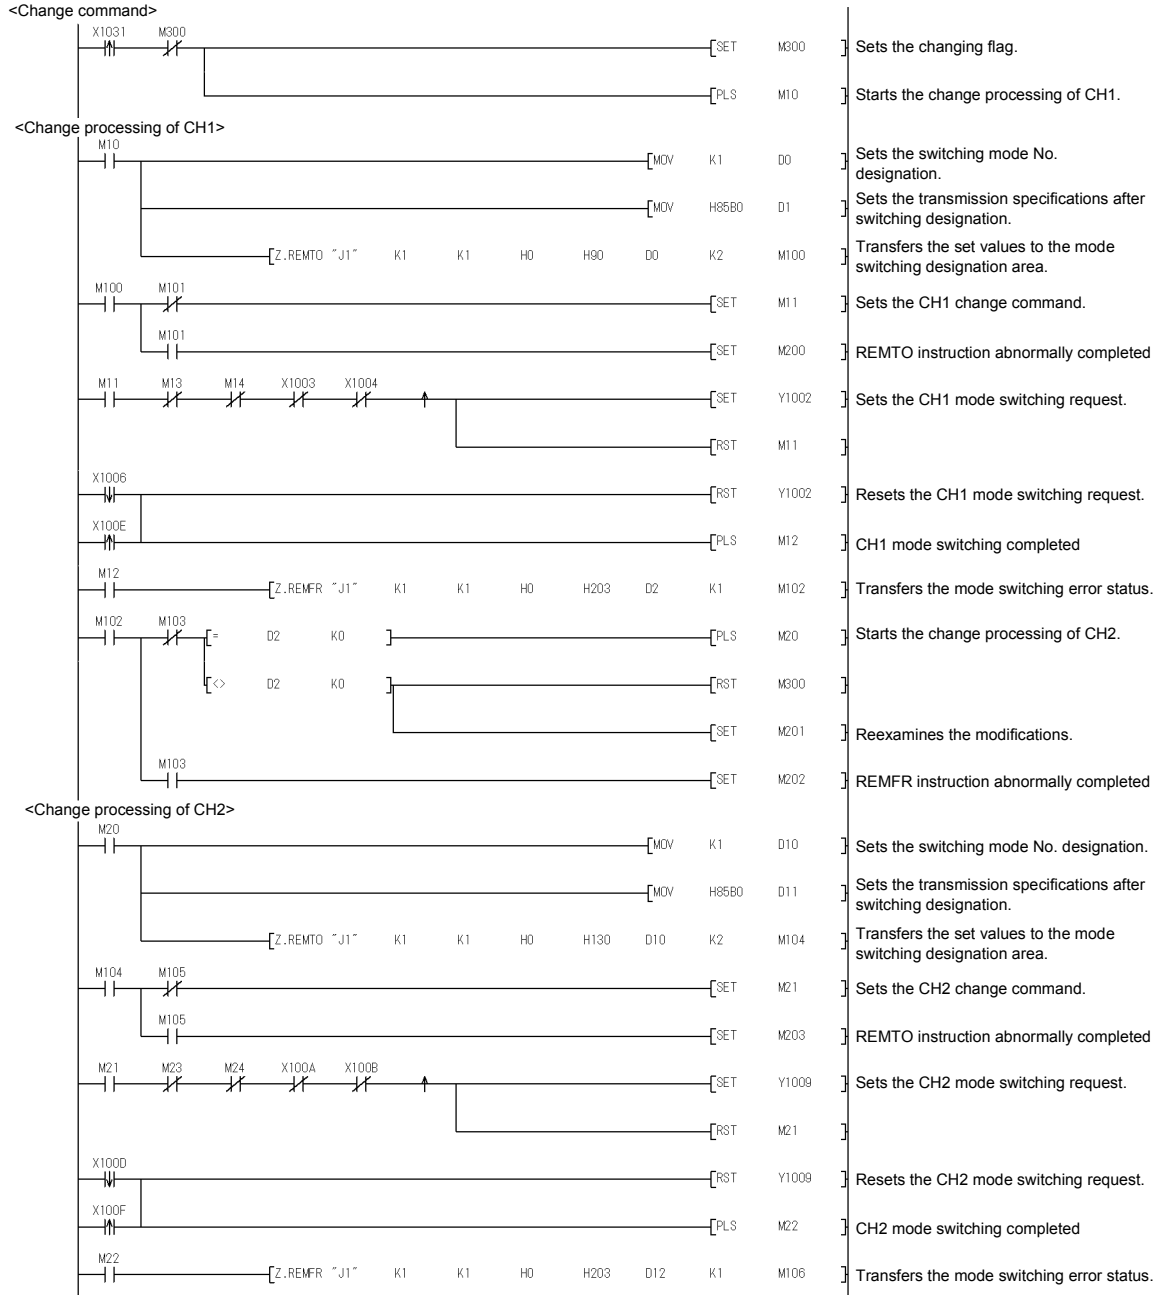 <Change command>
X1031 M300
SET M300 Sets the changing flag.
PLS M10 Starts the change processing of CH1.
<Change processing of CH1>
M10
MOV K1 D0 Sets the switching mode No.
designation.
MOV H85B0 D1 Sets the transmission specifications after
switching designation.
Z.REMTO "J1" K1 K1 H0 H90 D0 K2 M100 Transfers the set values to the mode
switching designation area.
M100 M101
SET M11 Sets the CH1 change command.
M101
SET M200 REMTO instruction abnormally completed
M11 M13 M14 X1003 X1004
SET Y1002 Sets the CH1 mode switching request.
RST M11
X1006
RST Y1002 Resets the CH1 mode switching request.
X100E
PLS M12 CH1 mode switching completed
M12
Z.REMFR "J1" K1 K1 H0 H203 D2 K1 M102 Transfers the mode switching error status.
M102 M103
= D2 K0 PLS M20 Starts the change processing of CH2.
<> D2 K0 RST M300
SET M201 Reexamines the modifications.
M103
SET M202 REMFR instruction abnormally completed
<Change processing of CH2>
M20
MOV K1 D10 Sets the switching mode No. designation.
MOV H85B0 D11 Sets the transmission specifications after
switching designation.
Z.REMTO "J1" K1 K1 H0 H130 D10 K2 M104 Transfers the set values to the mode
switching designation area.
M104 M105
SET M21 Sets the CH2 change command.
M105
SET M203 REMTO instruction abnormally completed
M21 M23 M24 X100A X100B
SET Y1009 Sets the CH2 mode switching request.
RST M21
X100D
RST Y1009 Resets the CH2 mode switching request.
X100F
PLS M22 CH2 mode switching completed
M22
Z.REMFR "J1" K1 K1 H0 H203 D12 K1 M106 Transfers the mode switching error status.